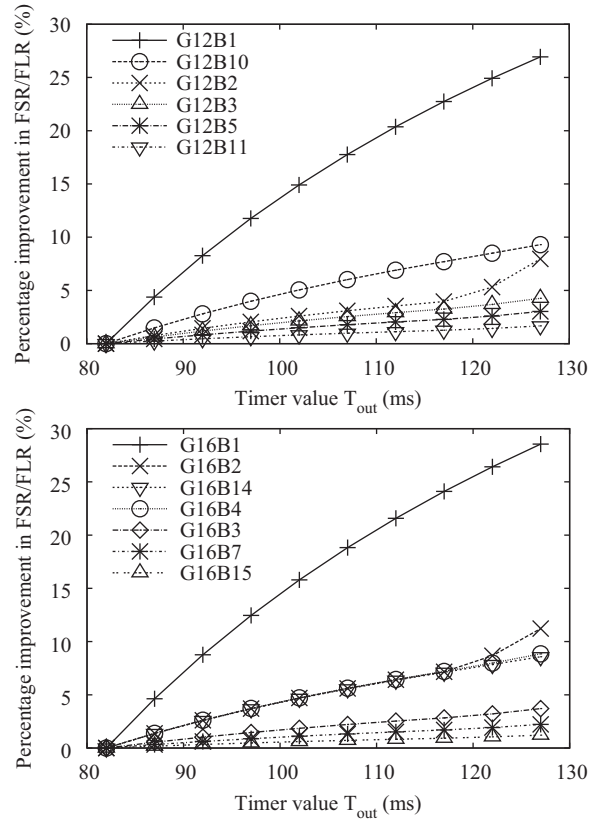 Percentage improvement in FSR/FLR (%)
30
25
20
15
10
5
0
G12B1
G12B10
G12B2
G12B3
G12B5
G12B11
80 90 100 110 120 130
Timer value T_out (ms)
Percentage improvement in FSR/FLR (%)
30
25
20
15
10
5
0
G16B1
G16B2
G16B14
G16B4
G16B3
G16B7
G16B15
80 90 100 110 120 130
Timer value T_out (ms)